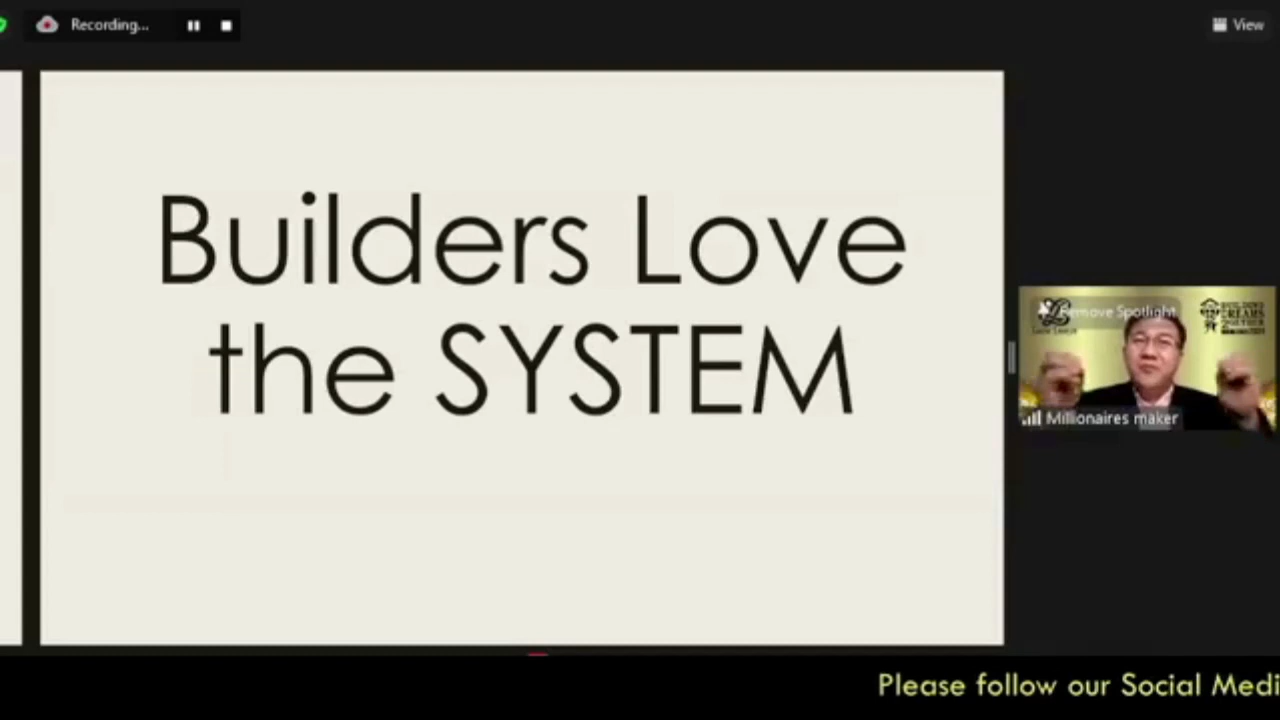 Recording...
View
Builders Love
the SYSTEM
Remove Spotlight
Millionaires maker
Please follow our Social Medi